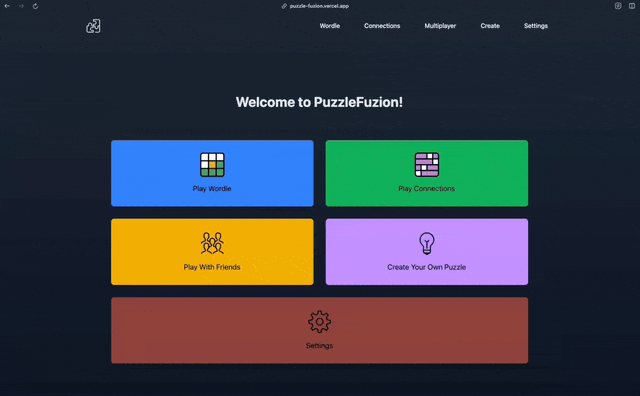 puzzle-fuzion.vercel.app
Wordle Connections Multiplayer Create Settings
Welcome to PuzzleFuzion!
Play Wordle Play Connections
Play With Friends Create Your Own Puzzle
Settings